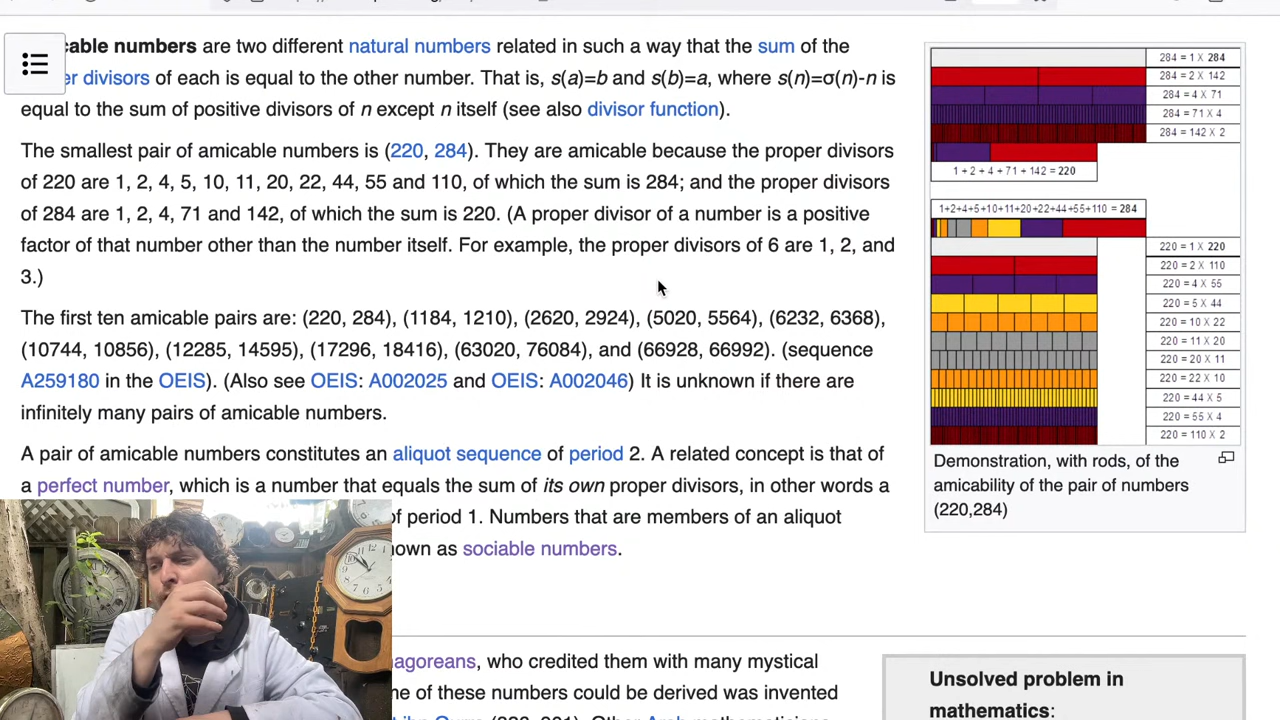 cable numbers are two different natural numbers related in such a way that the sum of the
er divisors of each is equal to the other number. That is, s(a)=b and s(b)=a, where s(n)=σ(n)-n is
equal to the sum of positive divisors of n except n itself (see also divisor function).
The smallest pair of amicable numbers is (220, 284). They are amicable because the proper divisors
of 220 are 1, 2, 4, 5, 10, 11, 20, 22, 44, 55 and 110, of which the sum is 284; and the proper divisors
of 284 are 1, 2, 4, 71 and 142, of which the sum is 220. (A proper divisor of a number is a positive
factor of that number other than the number itself. For example, the proper divisors of 6 are 1, 2, and
3.)
The first ten amicable pairs are: (220, 284), (1184, 1210), (2620, 2924), (5020, 5564), (6232, 6368),
(10744, 10856), (12285, 14595), (17296, 18416), (63020, 76084), and (66928, 66992). (sequence
A259180 in the OEIS). (Also see OEIS: A002025 and OEIS: A002046) It is unknown if there are
infinitely many pairs of amicable numbers.
A pair of amicable numbers constitutes an aliquot sequence of period 2. A related concept is that of
a perfect number, which is a number that equals the sum of its own proper divisors, in other words a
of period 1. Numbers that are members of an aliquot
own as sociable numbers.
agoreans, who credited them with many mystical
ne of these numbers could be derived was invented
284 = 1 X 284
284 = 2 X 142
284 = 4 X 71
284 = 71 X 4
284 = 142 X 2
1 + 2 + 4 + 71 + 142 = 220
1+2+4+5+10+11+20+22+44+55+110 = 284
220 = 1 X 220
220 = 2 X 110
220 = 4 X 55
220 = 5 X 44
220 = 10 X 22
220 = 11 X 20
220 = 20 X 11
220 = 22 X 10
220 = 44 X 5
220 = 55 X 4
220 = 110 X 2
Demonstration, with rods, of the
amicability of the pair of numbers
(220,284)
Unsolved problem in
mathematics: